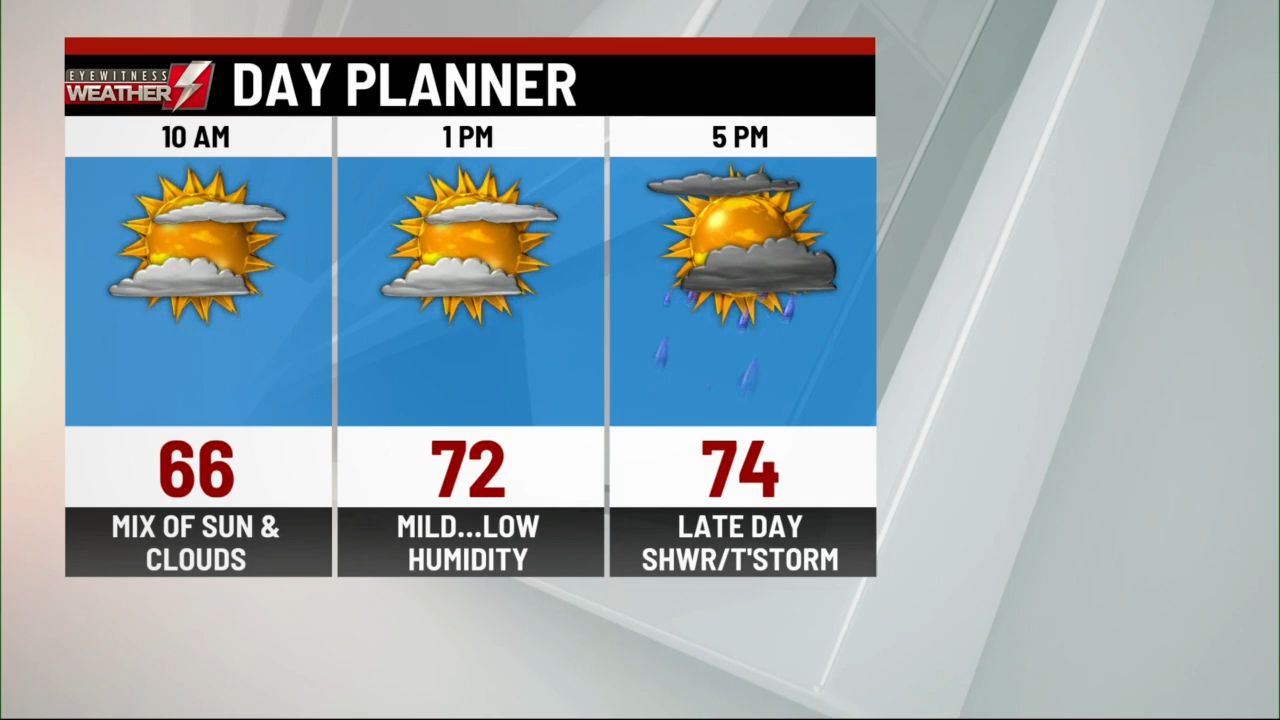 EYEWITNESS
WEATHER
DAY PLANNER
10 AM
1 PM
5 PM
66
72
74
MIX OF SUN &
CLOUDS
MILD...LOW
HUMIDITY
LATE DAY
SHWR/T'STORM